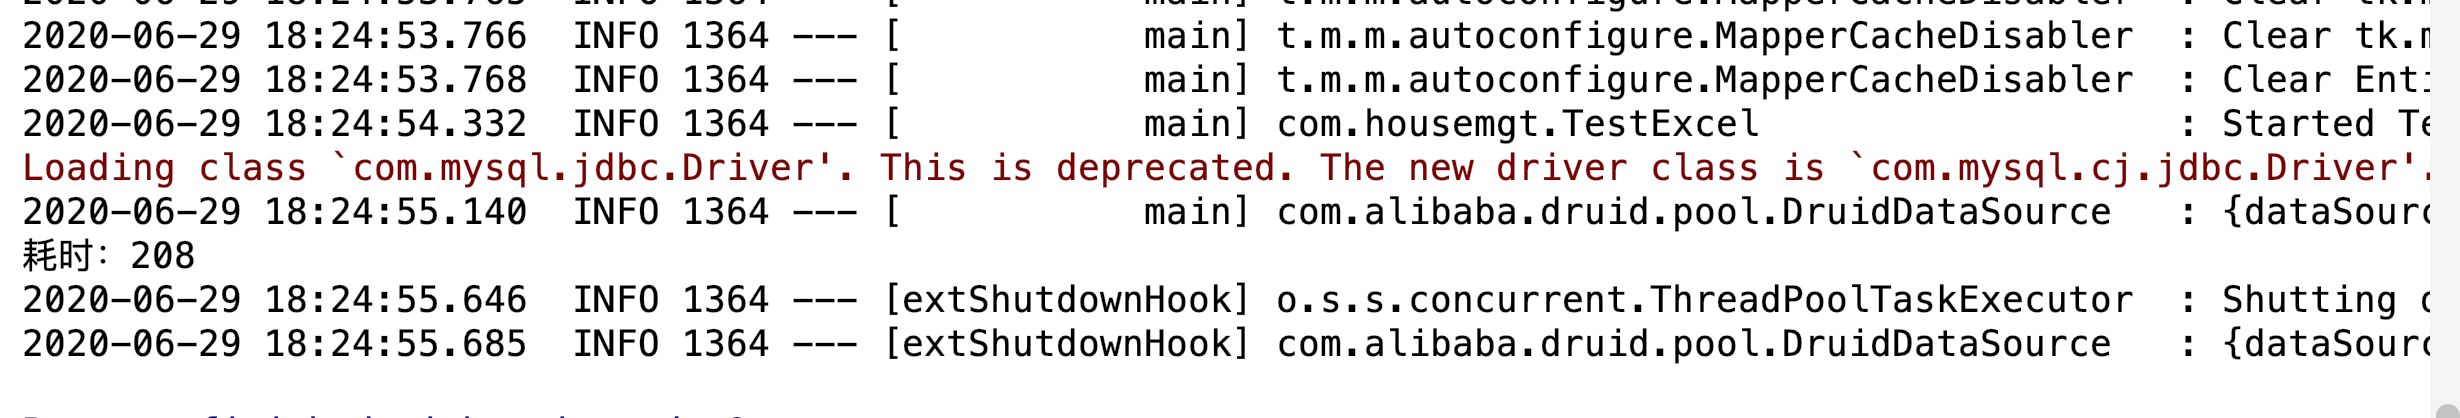 2020-06-29 18:24:53.766  INFO 1364 --- [           main] t.m.m.autoconfigure.MapperCacheDisabler  : Clear tk.
2020-06-29 18:24:53.768  INFO 1364 --- [           main] t.m.m.autoconfigure.MapperCacheDisabler  : Clear Enti
2020-06-29 18:24:54.332  INFO 1364 --- [           main] com.housemgt.TestExcel                   : Started Te
Loading class `com.mysql.jdbc.Driver'. This is deprecated. The new driver class is `com.mysql.cj.jdbc.Driver'.
2020-06-29 18:24:55.140  INFO 1364 --- [           main] com.alibaba.druid.pool.DruidDataSource   : {dataSourc
耗时：208
2020-06-29 18:24:55.646  INFO 1364 --- [extShutdownHook] o.s.s.concurrent.ThreadPoolTaskExecutor  : Shutting
2020-06-29 18:24:55.685  INFO 1364 --- [extShutdownHook] com.alibaba.druid.pool.DruidDataSource   : {dataSourc